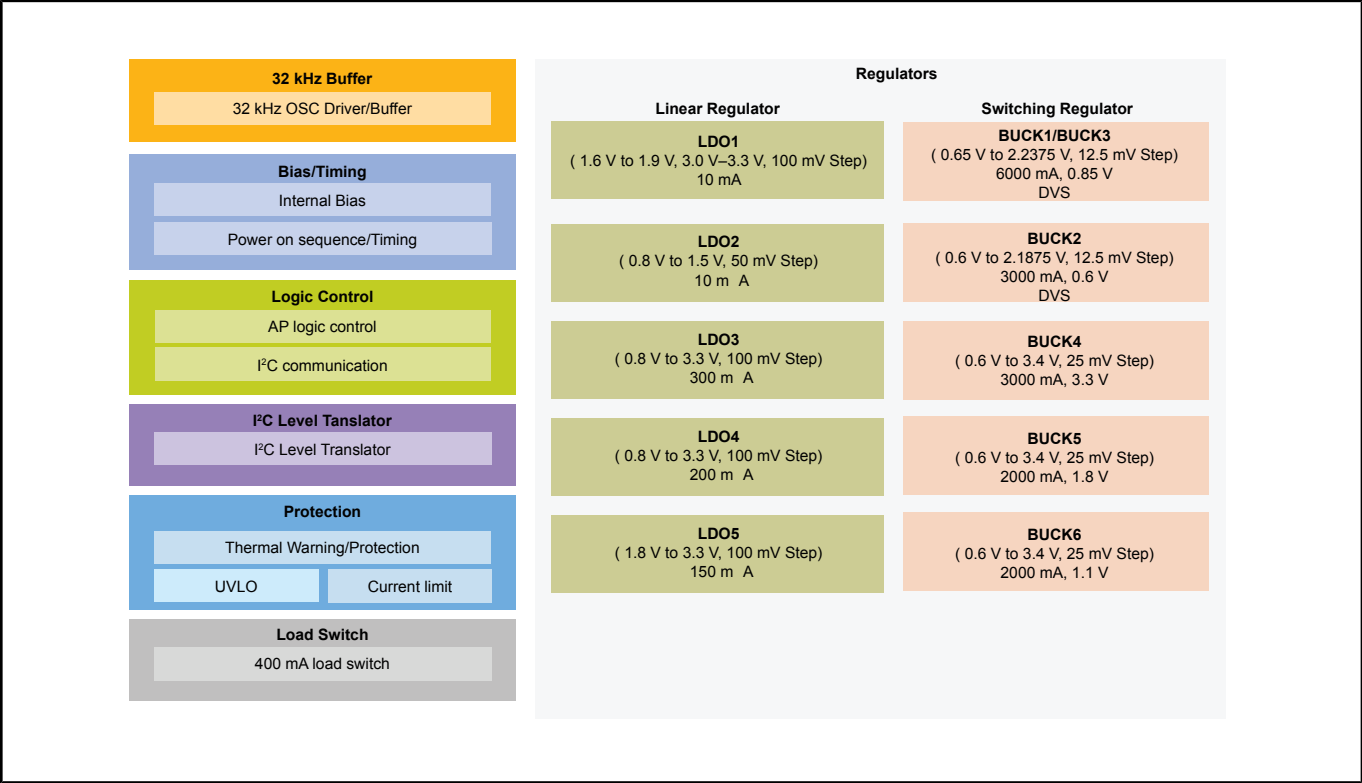 32 kHz Buffer
32 kHz OSC Driver/Buffer
Bias/Timing
Internal Bias
Power on sequence/Timing
Logic Control
AP logic control
I²C communication
I²C Level Tanslator
I²C Level Translator
Protection
Thermal Warning/Protection
UVLO
Current limit
Load Switch
400 mA load switch
Regulators
Linear Regulator
LDO1
( 1.6 V to 1.9 V, 3.0 V–3.3 V, 100 mV Step)
10 mA
LDO2
( 0.8 V to 1.5 V, 50 mV Step)
10 m A
LDO3
( 0.8 V to 3.3 V, 100 mV Step)
300 m A
LDO4
( 0.8 V to 3.3 V, 100 mV Step)
200 m A
LDO5
( 1.8 V to 3.3 V, 100 mV Step)
150 m A
Switching Regulator
BUCK1/BUCK3
( 0.65 V to 2.2375 V, 12.5 mV Step)
6000 mA, 0.85 V
DVS
BUCK2
( 0.6 V to 2.1875 V, 12.5 mV Step)
3000 mA, 0.6 V
DVS
BUCK4
( 0.6 V to 3.4 V, 25 mV Step)
3000 mA, 3.3 V
BUCK5
( 0.6 V to 3.4 V, 25 mV Step)
2000 mA, 1.8 V
BUCK6
( 0.6 V to 3.4 V, 25 mV Step)
2000 mA, 1.1 V